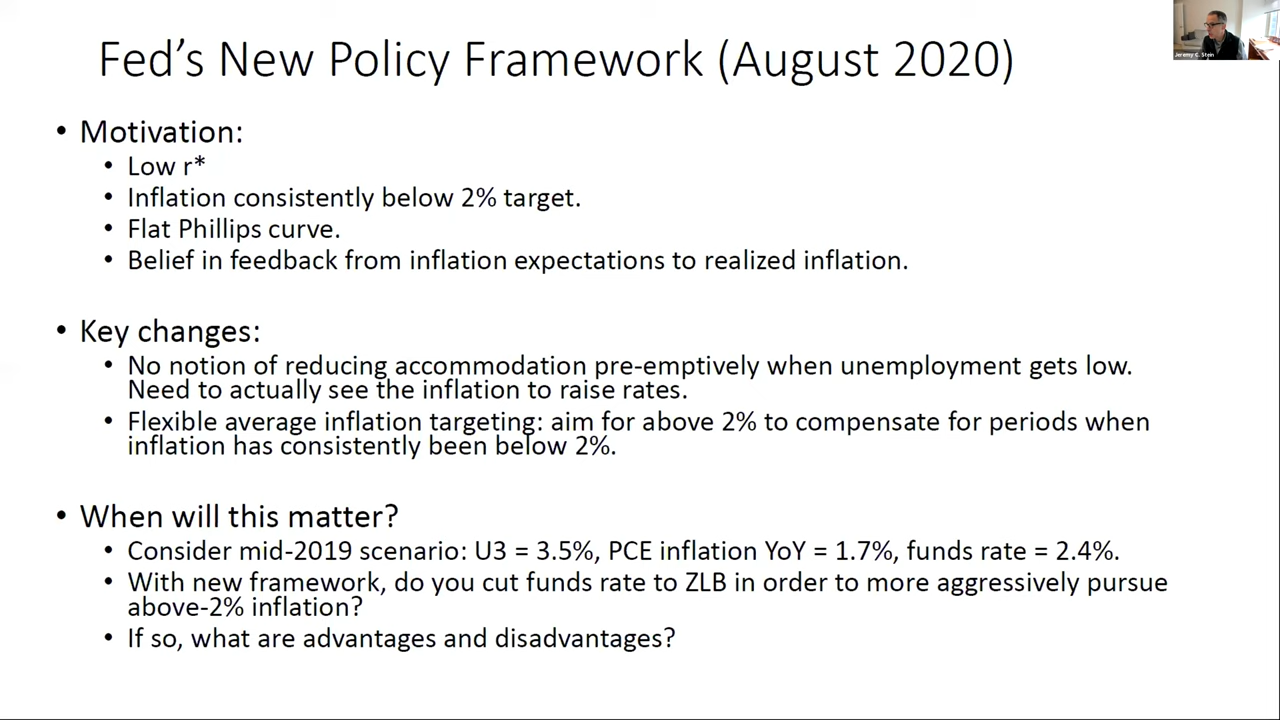 Fed's New Policy Framework (August 2020)
Jeremy C. Stein
• Motivation:
• Low r*
• Inflation consistently below 2% target.
• Flat Phillips curve.
• Belief in feedback from inflation expectations to realized inflation.
• Key changes:
• No notion of reducing accommodation pre-emptively when unemployment gets low.
Need to actually see the inflation to raise rates.
• Flexible average inflation targeting: aim for above 2% to compensate for periods when
inflation has consistently been below 2%.
• When will this matter?
• Consider mid-2019 scenario: U3 = 3.5%, PCE inflation YoY = 1.7%, funds rate = 2.4%.
• With new framework, do you cut funds rate to ZLB in order to more aggressively pursue
above-2% inflation?
• If so, what are advantages and disadvantages?